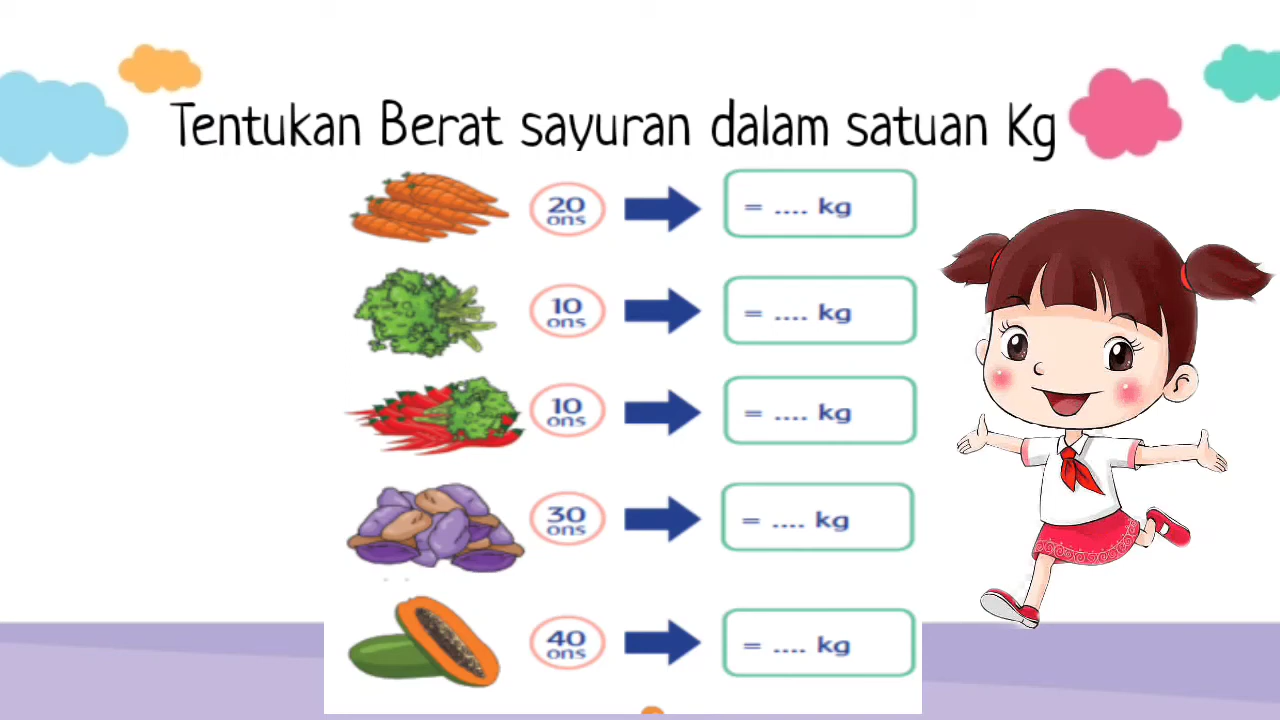 Tentukan Berat sayuran dalam satuan Kg
20 ons = .... kg
10 ons = .... kg
10 ons = .... kg
30 ons = .... kg
40 ons = .... kg